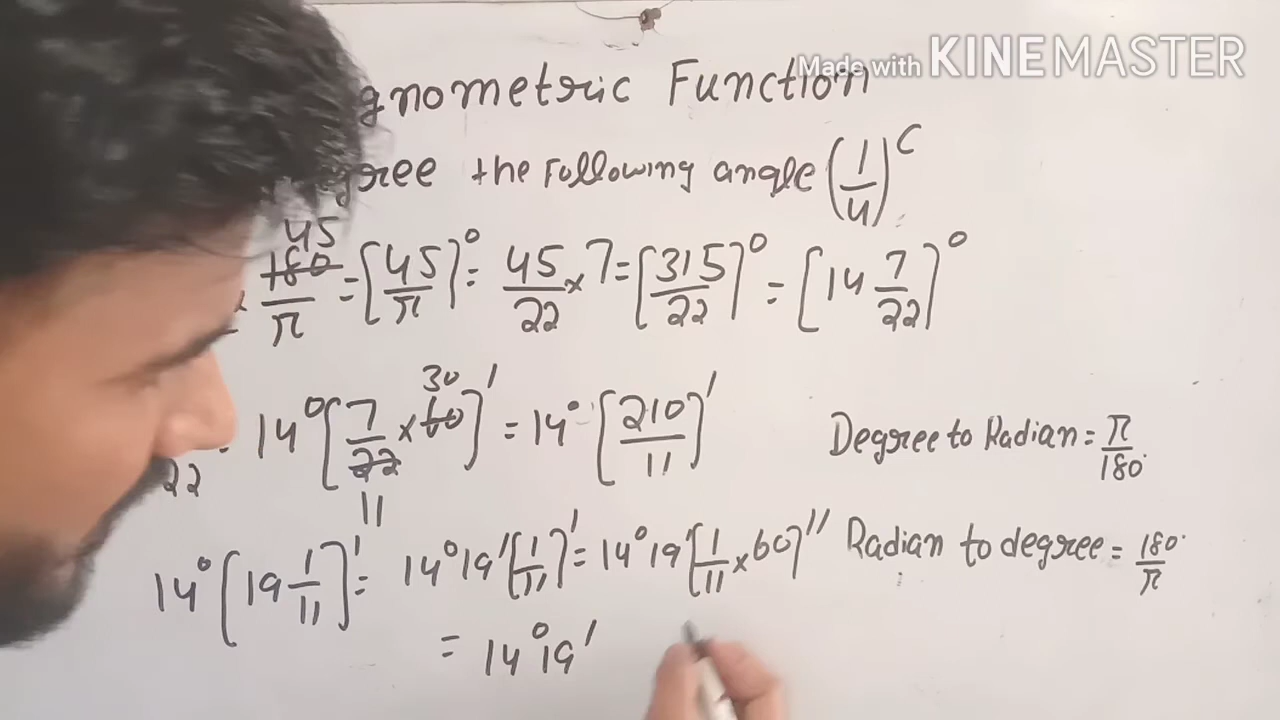 Made with KINEMASTER
gnometric Function
gree the following angle (1/4)^c
45
180/π = [45/π]° = 45/22 × 7 = [315/22]° = [14 7/22]°
22 14° [7/22 × 60]' = 14° [210/11]'
30
11
Degree to Radian = π/180
14° [19 1/11]' = 14° 19' [1/11]' = 14° 19' [1/11 × 60]''
Radian to degree = 180/π
= 14° 19'